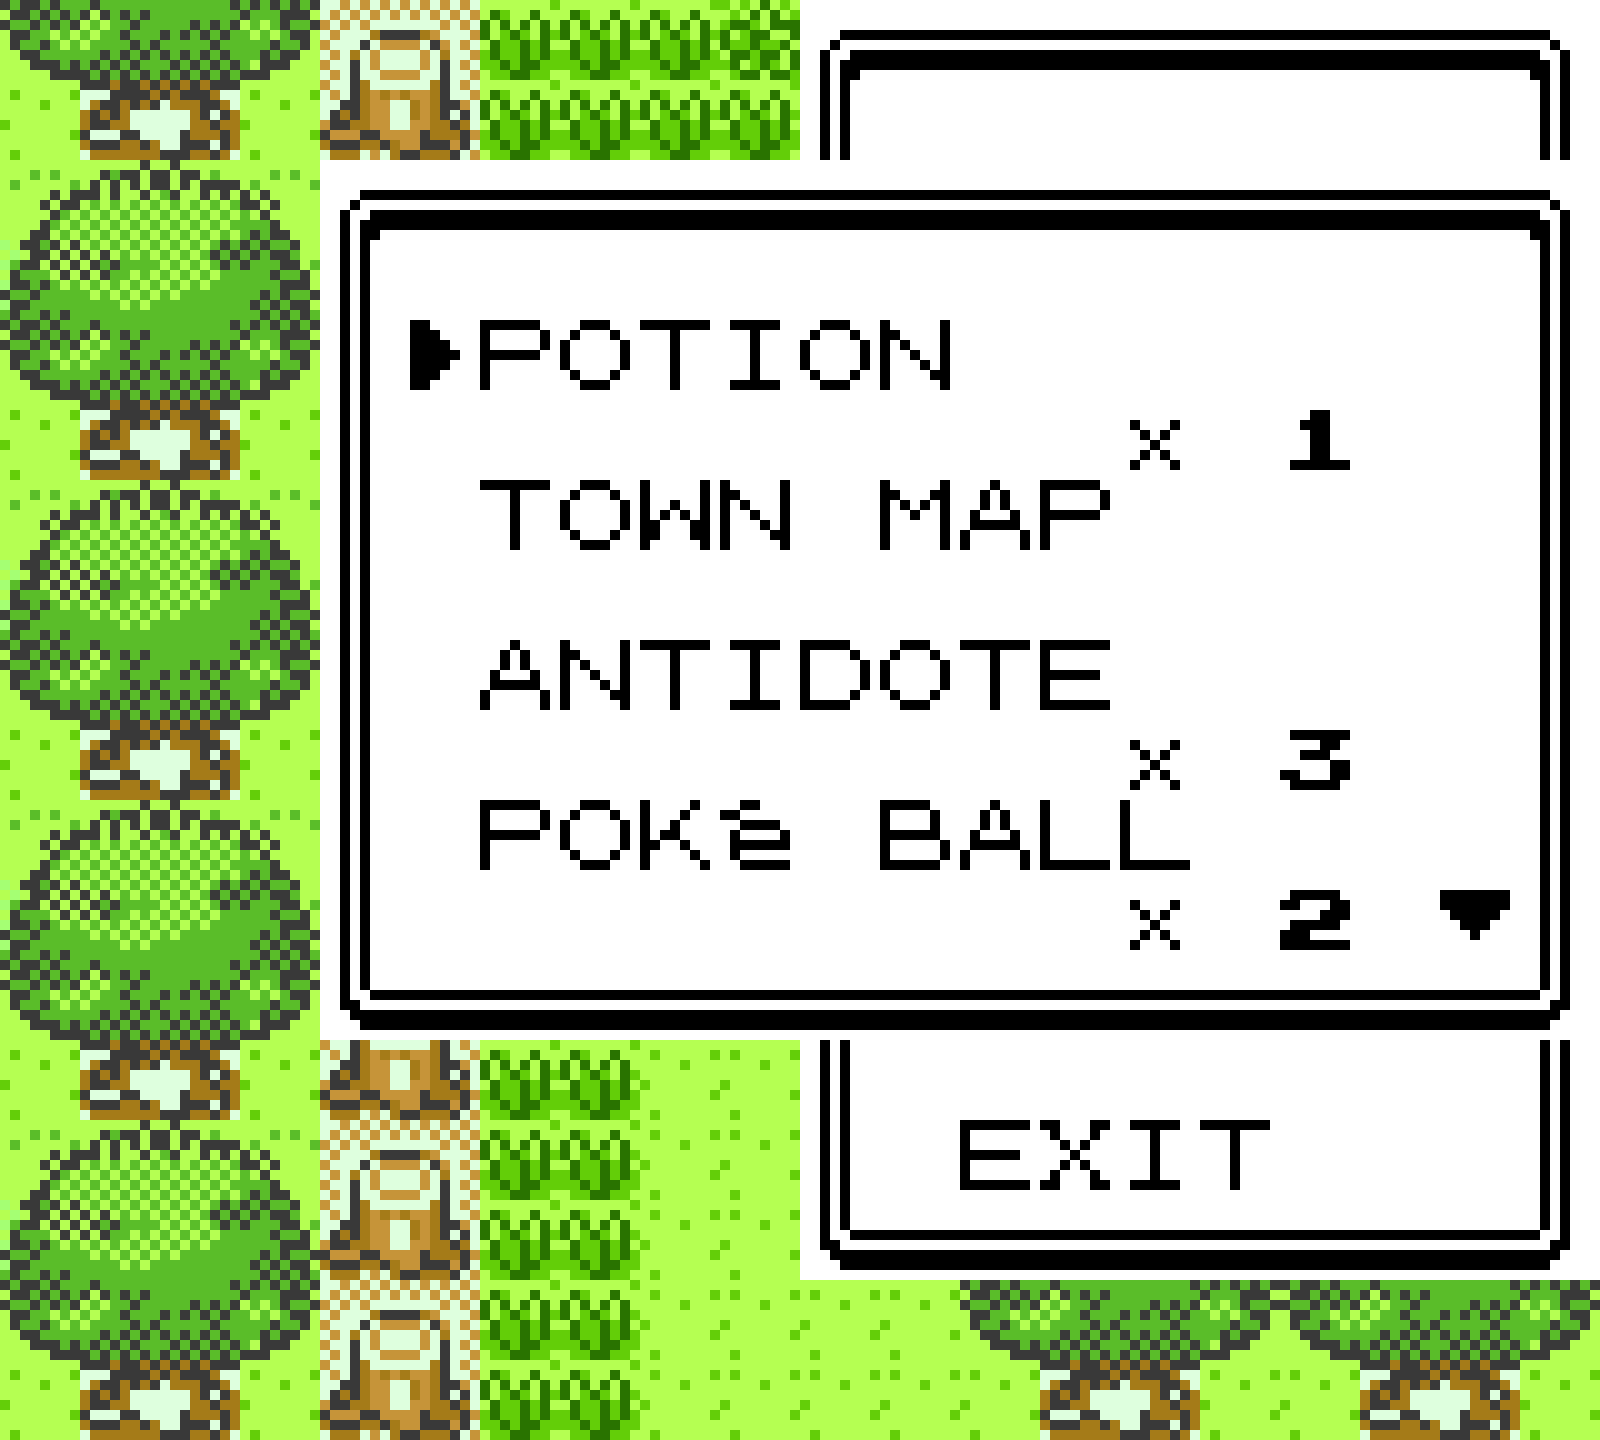 ▶POTION
× 1
TOWN MAP
ANTIDOTE
× 3
POKé BALL
× 2 ▼
EXIT